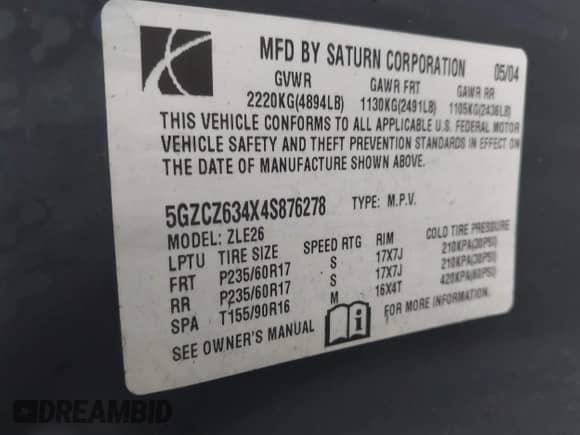 MFD BY SATURN CORPORATION 05/04
GVWR GAWR FRT GAWR RR
2220KG(4894LB) 1130KG(2491LB) 1105KG(2436LB)
THIS VEHICLE CONFORMS TO ALL APPLICABLE U.S. FEDERAL MOTOR
VEHICLE SAFETY AND THEFT PREVENTION STANDARDS IN EFFECT ON
THE DATE OF MANUFACTURE SHOWN ABOVE.
5GZCZ634X4S876278 TYPE: M.P.V.
MODEL: ZLE26
LPTU TIRE SIZE SPEED RTG RIM COLD TIRE PRESSURE
FRT P235/60R17 S 17X7J 210KPA(30PSI)
RR P235/60R17 S 17X7J 210KPA(30PSI)
SPA T155/90R16 M 16X4T 420KPA(60PSI)
SEE OWNER'S MANUAL FOR MORE INFORMATION.
DREAMBID